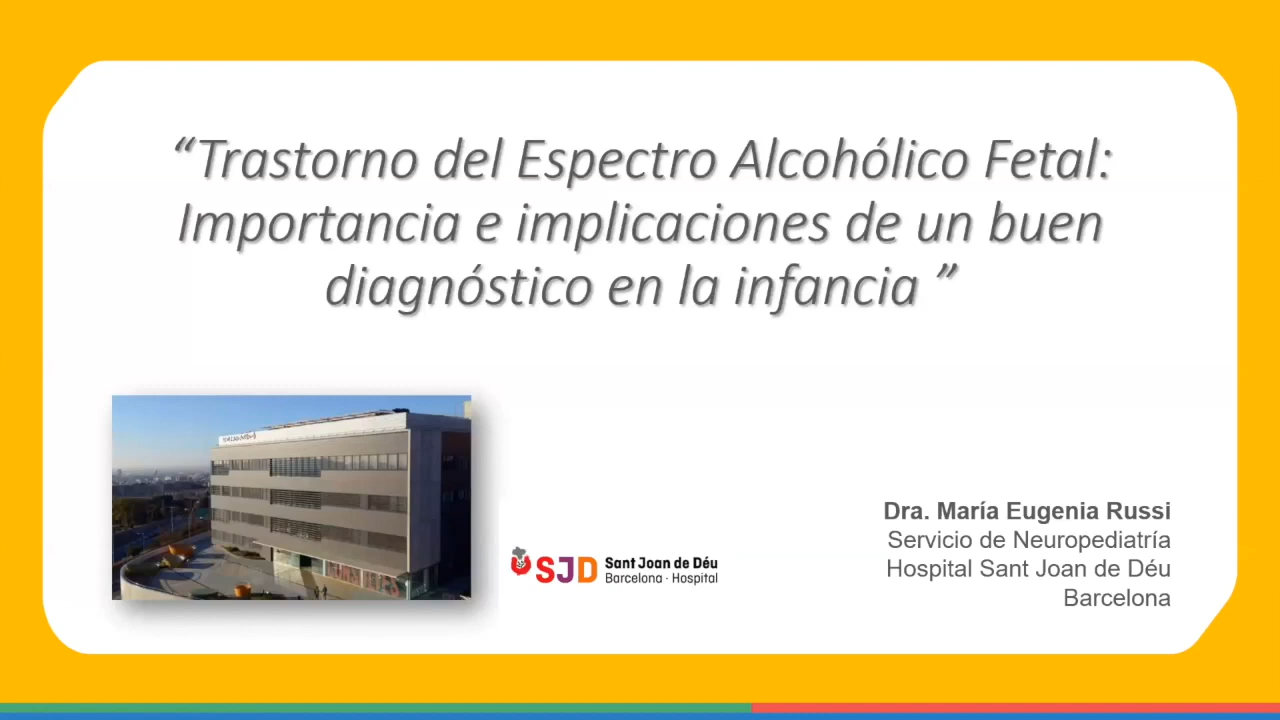 “Trastorno del Espectro Alcohólico Fetal:
Importancia e implicaciones de un buen
diagnóstico en la infancia ”
SJD Sant Joan de Déu
Barcelona · Hospital
Dra. María Eugenia Russi
Servicio de Neuropediatría
Hospital Sant Joan de Déu
Barcelona